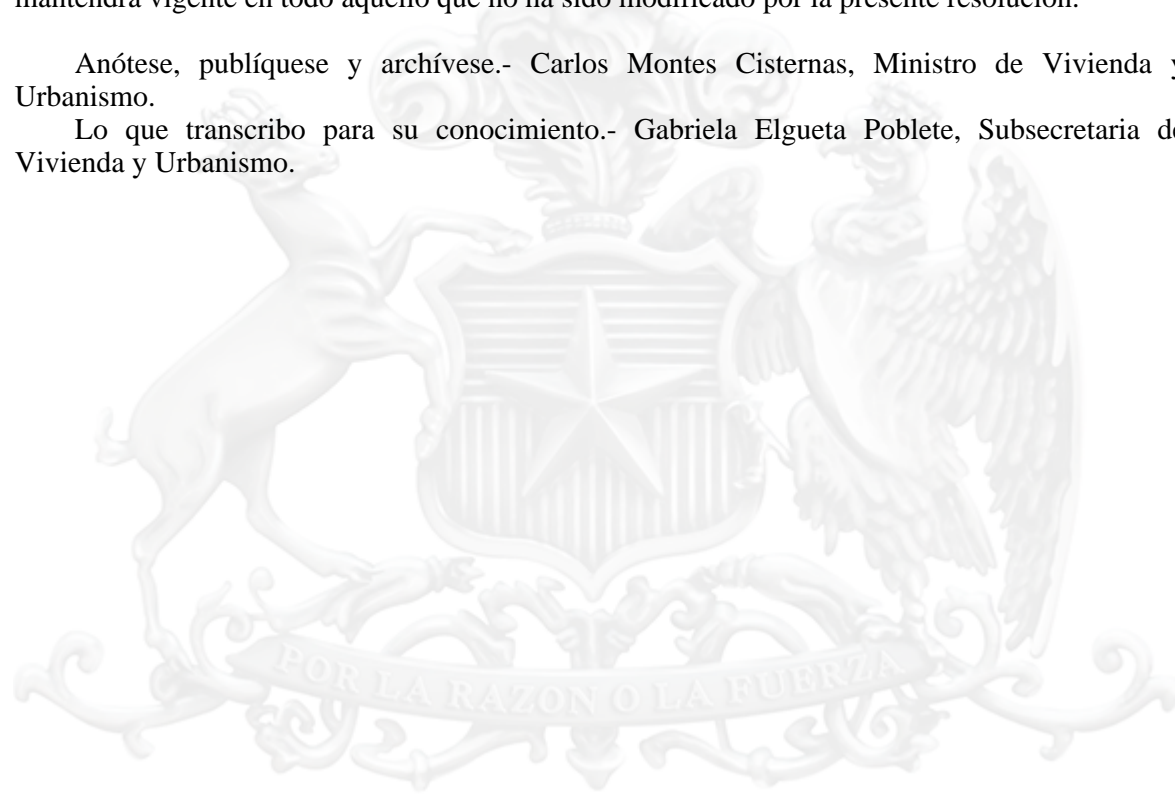 mantendrá vigente en todo aquello que no ha sido modificado por la presente resolución.
Anótese, publíquese y archívese.- Carlos Montes Cisternas, Ministro de Vivienda y
Urbanismo.
Lo que transcribo para su conocimiento.- Gabriela Elgueta Poblete, Subsecretaria de
Vivienda y Urbanismo.
POR LA RAZON O LA FUERZA